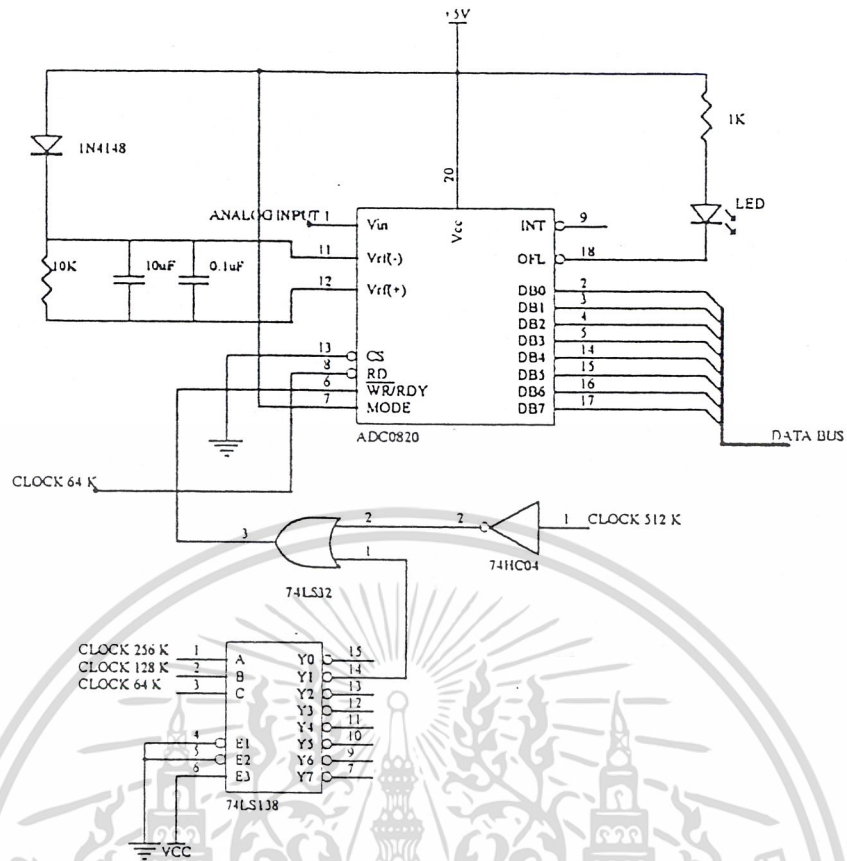 +5V
1N4148
1K
LED
20
ANALOG INPUT 1
Vin
Vcc
INT
9
11
Vrf(-)
OFL
18
10K
10uF
0.1uF
12
Vrf(+)
DB0
2
DB1
3
DB2
4
DB3
5
13
CS
DB4
14
8
RD
DB5
15
6
WR/RDY
DB6
16
7
MODE
DB7
17
ADC0820
DATA BUS
CLOCK 64 K
3
2
2
1
CLOCK 512 K
1
74LS32
74HC04
CLOCK 256 K
1
A
Y0
15
CLOCK 128 K
2
B
Y1
14
CLOCK 64 K
3
C
Y2
13
Y3
12
4
E1
Y4
11
5
E2
Y5
10
6
E3
Y6
9
Y7
7
74LS138
VCC